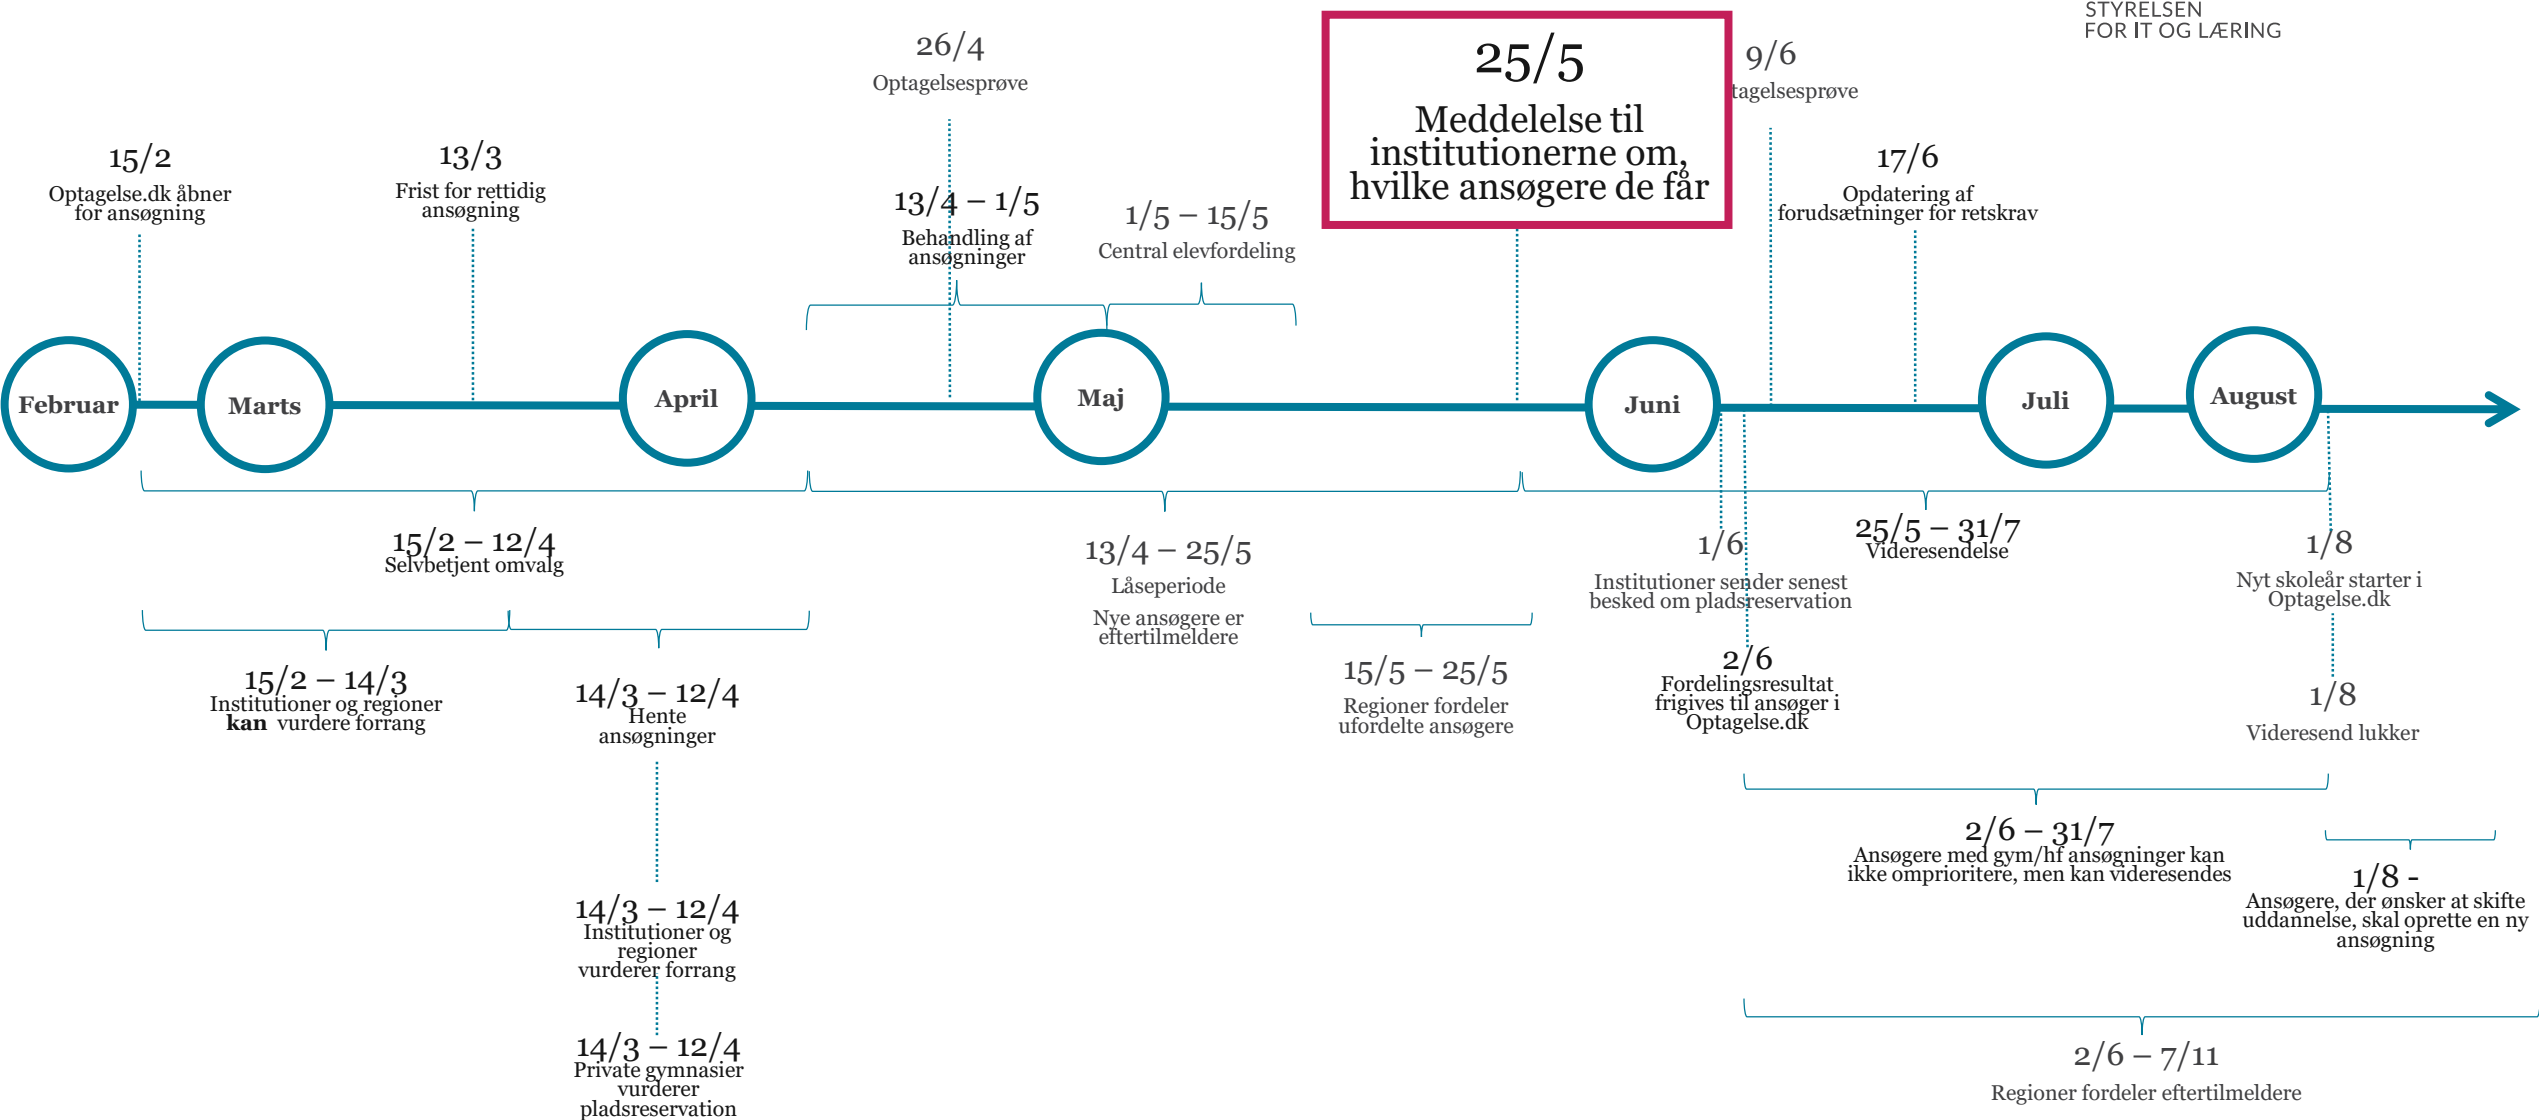 STYRELSEN
FOR IT OG LÆRING
26/4
Optagelsesprøve
25/5
Meddelelse til
institutionerne om,
hvilke ansøgere de får
9/6
tagelsesprøve
15/2
Optagelse.dk åbner
for ansøgning
13/3
Frist for rettidig
ansøgning
13/4 – 1/5
Behandling af
ansøgninger
1/5 – 15/5
Central elevfordeling
17/6
Opdatering af
forudsætninger for retskrav
Februar
Marts
April
Maj
Juni
Juli
August
15/2 – 12/4
Selvbetjent omvalg
13/4 – 25/5
Låseperiode
Nye ansøgere er
eftertilmeldere
1/6
Institutioner sender senest
besked om pladsreservation
25/5 – 31/7
Videresendelse
1/8
Nyt skoleår starter i
Optagelse.dk
15/2 – 14/3
Institutioner og regioner
kan vurdere forrang
14/3 – 12/4
Hente
ansøgninger
15/5 – 25/5
Regioner fordeler
ufordelte ansøgere
2/6
Fordelingsresultat
frigives til ansøger i
Optagelse.dk
1/8
Videresend lukker
2/6 – 31/7
Ansøgere med gym/hf ansøgninger kan
ikke omprioritere, men kan videresendes
1/8 -
Ansøgere, der ønsker at skifte
uddannelse, skal oprette en ny
ansøgning
14/3 – 12/4
Institutioner og
regioner
vurderer forrang
14/3 – 12/4
Private gymnasier
vurderer
pladsreservation
2/6 – 7/11
Regioner fordeler eftertilmeldere